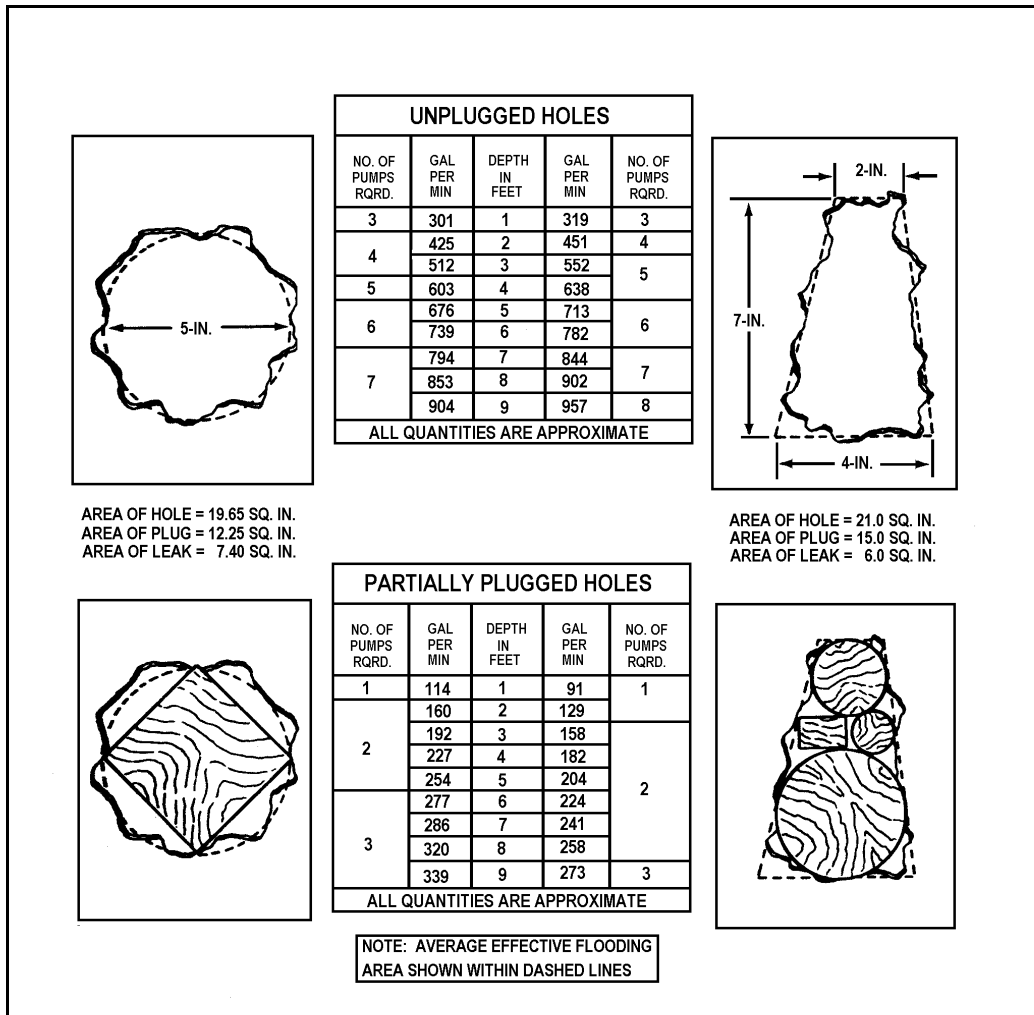 UNPLUGGED HOLES
NO. OF PUMPS RQRD. GAL PER MIN DEPTH IN FEET GAL PER MIN NO. OF PUMPS RQRD.
3 301 1 319 3
4 425 2 451 4
512 3 552 5
5 603 4 638
6 676 5 713 6
739 6 782
7 794 7 844 7
853 8 902
904 9 957 8
ALL QUANTITIES ARE APPROXIMATE
5-IN.
2-IN.
7-IN.
4-IN.
AREA OF HOLE = 19.65 SQ. IN.
AREA OF PLUG = 12.25 SQ. IN.
AREA OF LEAK = 7.40 SQ. IN.
AREA OF HOLE = 21.0 SQ. IN.
AREA OF PLUG = 15.0 SQ. IN.
AREA OF LEAK = 6.0 SQ. IN.
PARTIALLY PLUGGED HOLES
NO. OF PUMPS RQRD. GAL PER MIN DEPTH IN FEET GAL PER MIN NO. OF PUMPS RQRD.
1 114 1 91 1
2 160 2 129
192 3 158 2
227 4 182
254 5 204
3 277 6 224
286 7 241
320 8 258
339 9 273 3
ALL QUANTITIES ARE APPROXIMATE
NOTE: AVERAGE EFFECTIVE FLOODING
AREA SHOWN WITHIN DASHED LINES